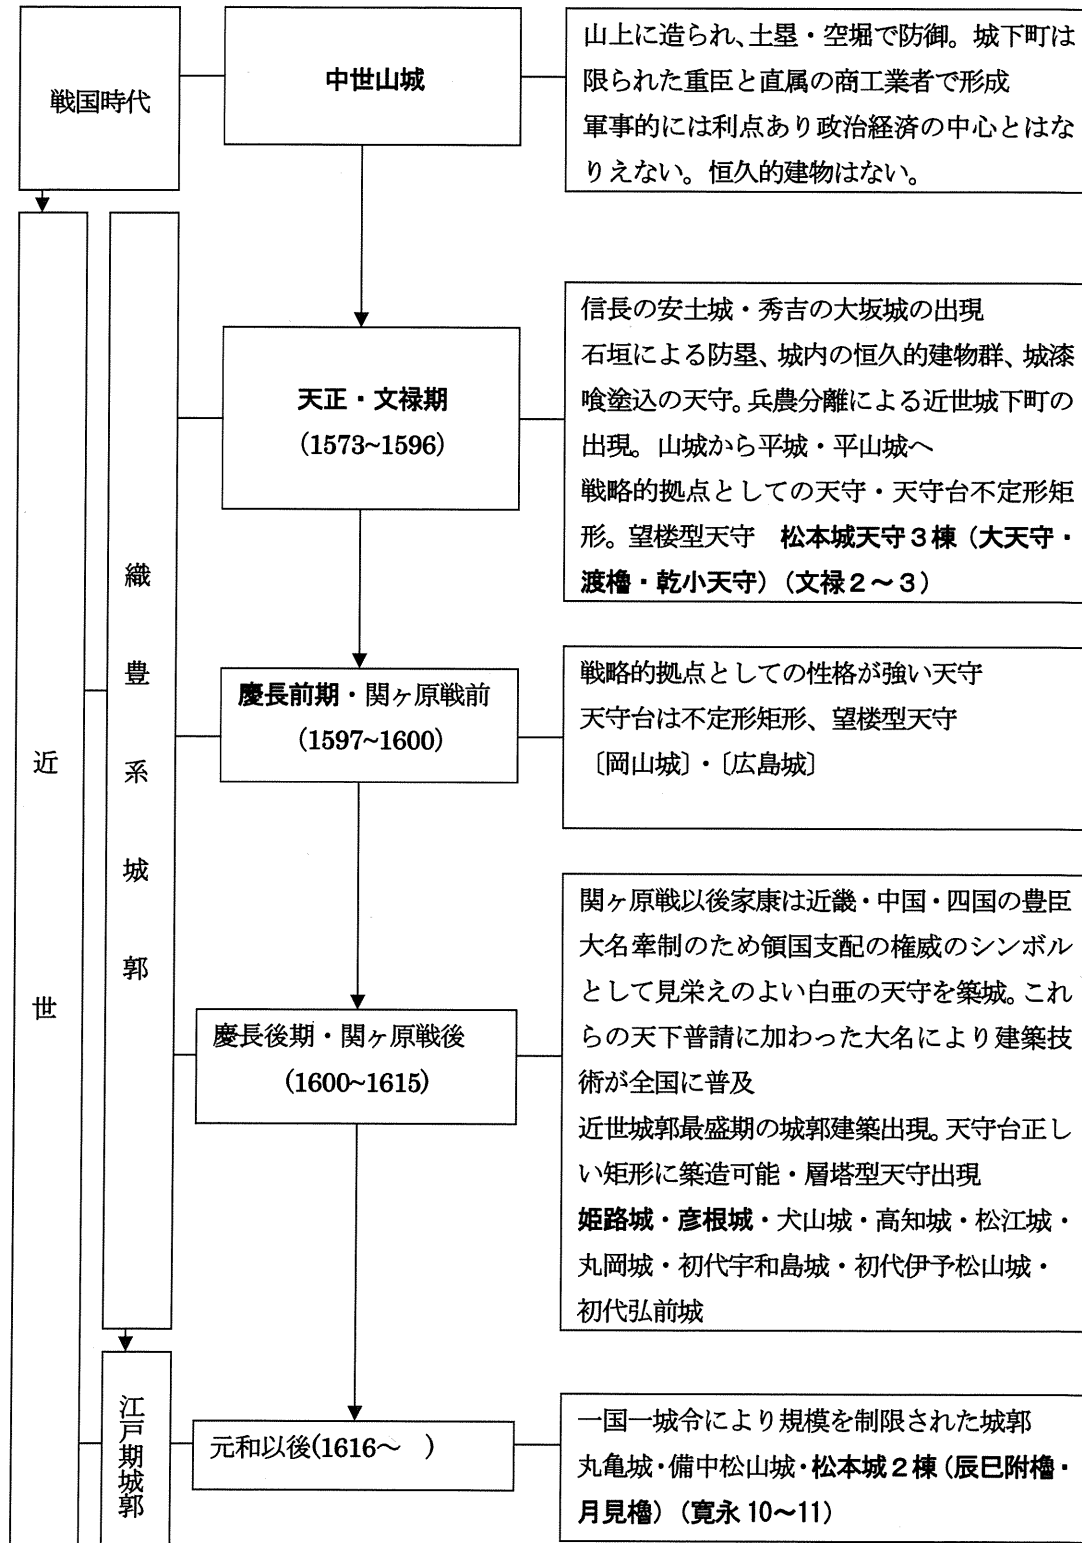 戦国時代
中世山城
山上に造られ、土塁・空堀で防御。城下町は
限られた重臣と直属の商工業者で形成
軍事的には利点あり政治経済の中心とはな
りえない。恒久的建物はない。
近世
織豊系城郭
天正・文禄期
(1573~1596)
信長の安土城・秀吉の大坂城の出現
石垣による防塁、城内の恒久的建物群、城漆
喰塗込の天守。兵農分離による近世城下町の
出現。山城から平城・平山城へ
戦略的拠点としての天守・天守台不定形矩
形。望楼型天守　松本城天守３棟（大天守・
渡櫓・乾小天守）（文禄２～３）
慶長前期・関ヶ原戦前
(1597~1600)
戦略的拠点としての性格が強い天守
天守台は不定形矩形、望楼型天守
〔岡山城〕・〔広島城〕
慶長後期・関ヶ原戦後
(1600~1615)
関ヶ原戦以後家康は近畿・中国・四国の豊臣
大名牽制のため領国支配の権威のシンボル
として見栄えのよい白亜の天守を築城。これ
らの天下普請に加わった大名により建築技
術が全国に普及
近世城郭最盛期の城郭建築出現。天守台正し
い矩形に築造可能・層塔型天守出現
姫路城・彦根城・犬山城・高知城・松江城・
丸岡城・初代宇和島城・初代伊予松山城・
初代弘前城
江戸期城郭
元和以後(1616～　)
一国一城令により規模を制限された城郭
丸亀城・備中松山城・松本城２棟（辰巳附櫓・
月見櫓）（寛永 10～11）